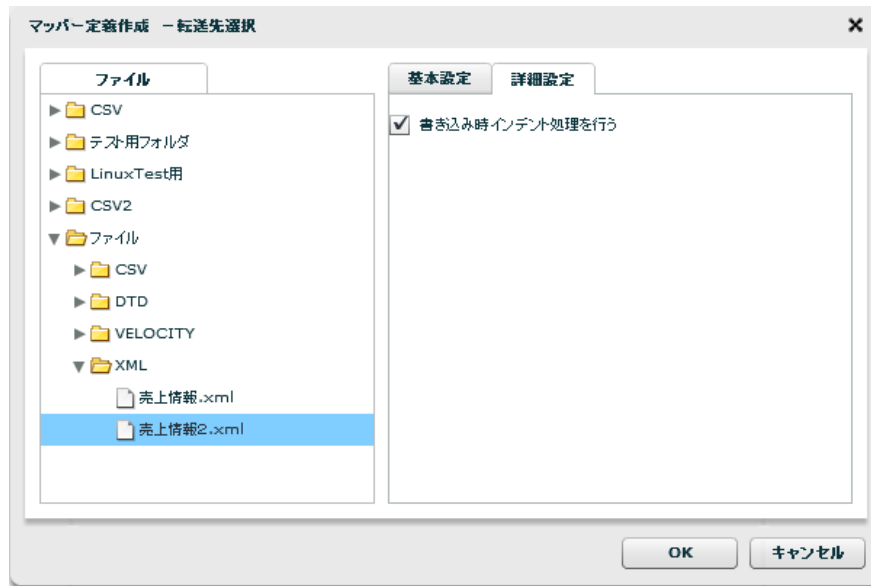 マッパー定義作成 －転送先選択
ファイル
CSV
テスト用フォルダ
LinuxTest用
CSV2
ファイル
CSV
DTD
VELOCITY
XML
売上情報.xml
売上情報2.xml
基本設定 詳細設定
書き込み時インデント処理を行う
OK キャンセル